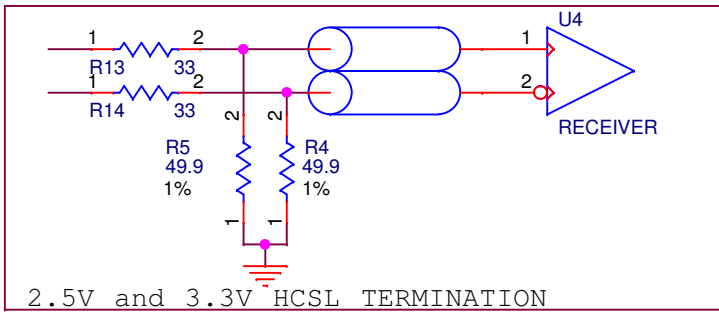 U4
1 2 1
R13 33
1 2 2
R14 33
RECEIVER
2 2
R5 R4
49.9 49.9
1% 1%
1 1
2.5V and 3.3V HCSL TERMINATION